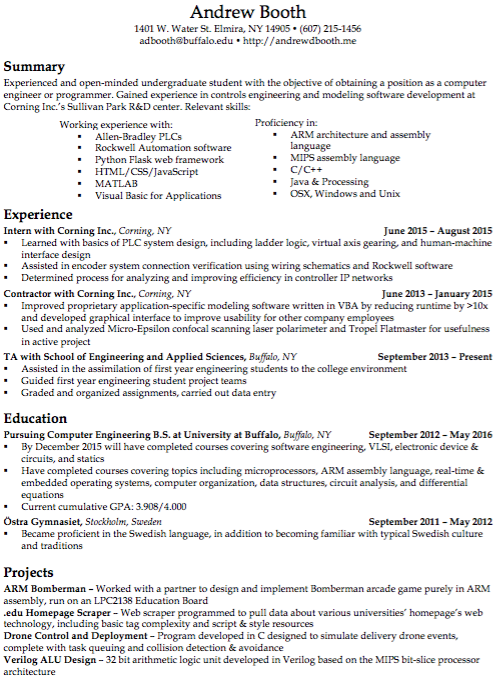 Andrew Booth
1401 W. Water St. Elmira, NY 14905 • (607) 215-1456
adbooth@buffalo.edu • http://andrewdbooth.me
Summary
Experienced and open-minded undergraduate student with the objective of obtaining a position as a computer
engineer or programmer. Gained experience in controls engineering and modeling software development at
Corning Inc.'s Sullivan Park R&D center. Relevant skills:
Working experience with:
▪ Allen-Bradley PLCs
▪ Rockwell Automation software
▪ Python Flask web framework
▪ HTML/CSS/JavaScript
▪ MATLAB
▪ Visual Basic for Applications
Proficiency in:
▪ ARM architecture and assembly
language
▪ MIPS assembly language
▪ C/C++
▪ Java & Processing
▪ OSX, Windows and Unix
Experience
Intern with Corning Inc., Corning, NY June 2015 – August 2015
▪ Learned with basics of PLC system design, including ladder logic, virtual axis gearing, and human-machine
interface design
▪ Assisted in encoder system connection verification using wiring schematics and Rockwell software
▪ Determined process for analyzing and improving efficiency in controller IP networks
Contractor with Corning Inc., Corning, NY June 2013 – January 2015
▪ Improved proprietary application-specific modeling software written in VBA by reducing runtime by >10x
and developed graphical interface to improve usability for other company employees
▪ Used and analyzed Micro-Epsilon confocal scanning laser polarimeter and Tropel Flatmaster for usefulness
in active project
TA with School of Engineering and Applied Sciences, Buffalo, NY September 2013 – Present
▪ Assisted in the assimilation of first year engineering students to the college environment
▪ Guided first year engineering student project teams
▪ Graded and organized assignments, carried out data entry
Education
Pursuing Computer Engineering B.S. at University at Buffalo, Buffalo, NY September 2012 – May 2016
▪ By December 2015 will have completed courses covering software engineering, VLSI, electronic device &
circuits, and statics
▪ Have completed courses covering topics including microprocessors, ARM assembly language, real-time &
embedded operating systems, computer organization, data structures, circuit analysis, and differential
equations
▪ Current cumulative GPA: 3.908/4.000
Östra Gymnasiet, Stockholm, Sweden September 2011 – May 2012
▪ Became proficient in the Swedish language, in addition to becoming familiar with typical Swedish culture
and traditions
Projects
ARM Bomberman – Worked with a partner to design and implement Bomberman arcade game purely in ARM
assembly, run on an LPC2138 Education Board
.edu Homepage Scraper – Web scraper programmed to pull data about various universities' homepage's web
technology, including basic tag complexity and script & style resources
Drone Control and Deployment – Program developed in C designed to simulate delivery drone events,
complete with task queuing and collision detection & avoidance
Verilog ALU Design – 32 bit arithmetic logic unit developed in Verilog based on the MIPS bit-slice processor
architecture